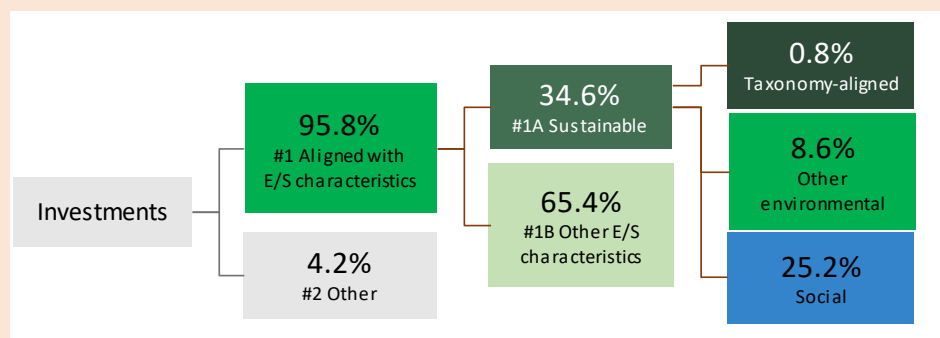 Investments
95.8%
#1 Aligned with
E/S characteristics
4.2%
#2 Other
34.6%
#1A Sustainable
65.4%
#1B Other E/S
characteristics
0.8%
Taxonomy-aligned
8.6%
Other
environmental
25.2%
Social